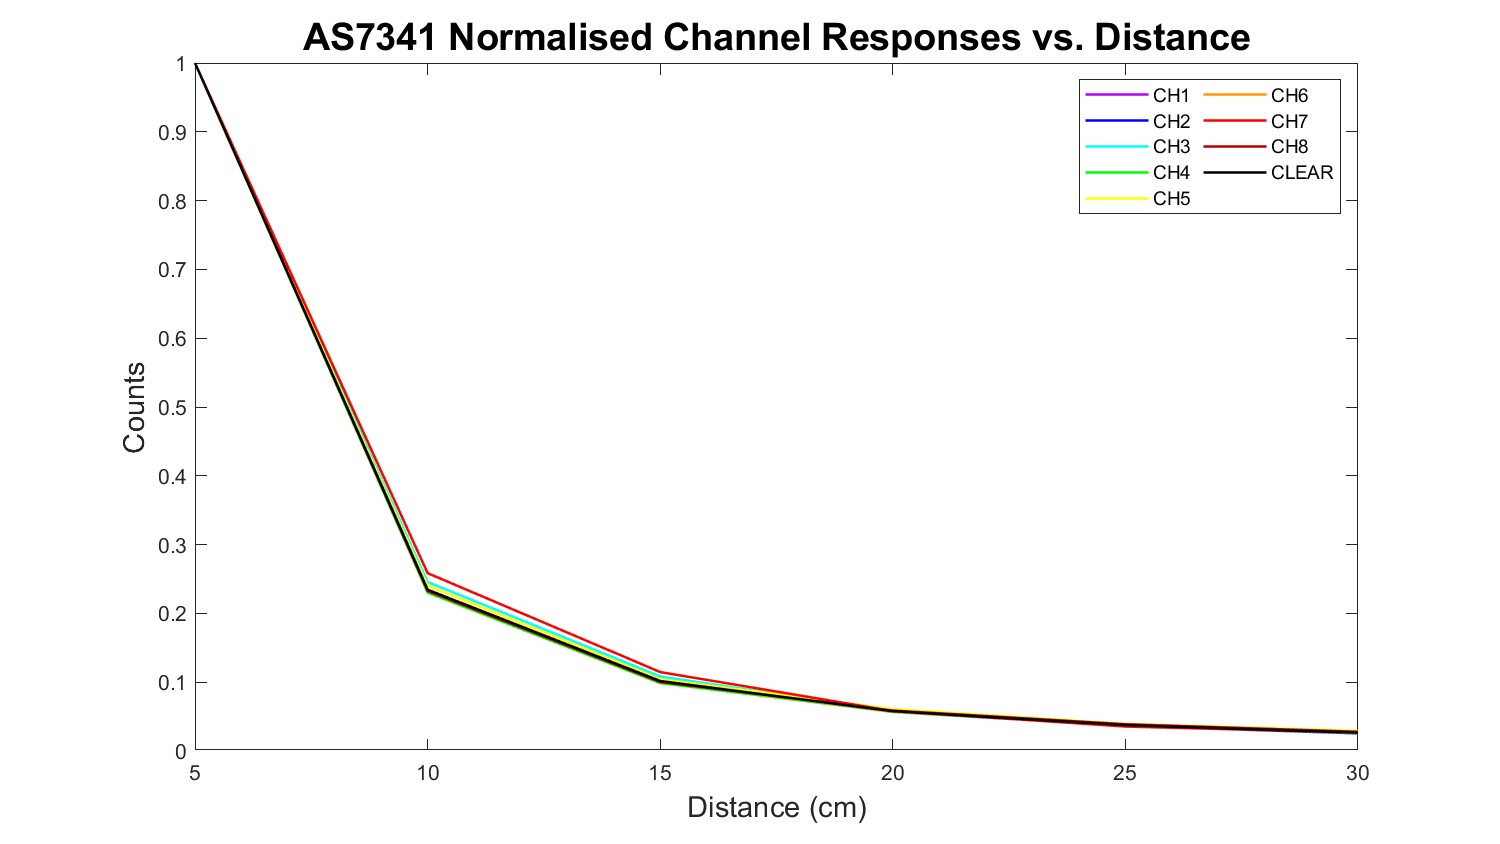 AS7341 Normalised Channel Responses vs. Distance
1
0.9
0.8
0.7
0.6
0.5
0.4
0.3
0.2
0.1
0
Counts
CH1
CH2
CH3
CH4
CH5
CH6
CH7
CH8
CLEAR
5 10 15 20 25 30
Distance (cm)